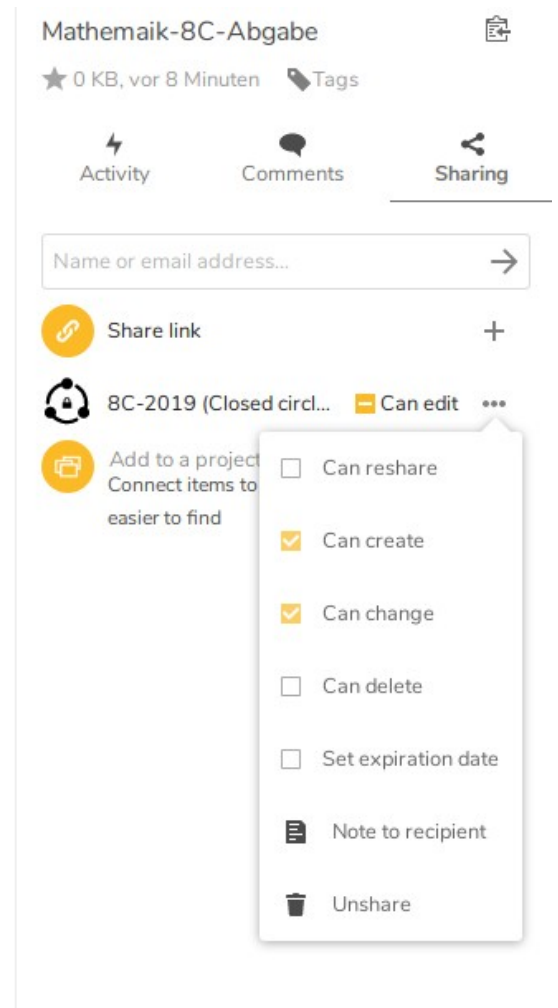 Mathemaik-8C-Abgabe
0 KB, vor 8 Minuten Tags
Activity Comments Sharing
Name or email address...
Share link
8C-2019 (Closed circl... Can edit
Add to a project
Connect items to
easier to find
Can reshare
Can create
Can change
Can delete
Set expiration date
Note to recipient
Unshare